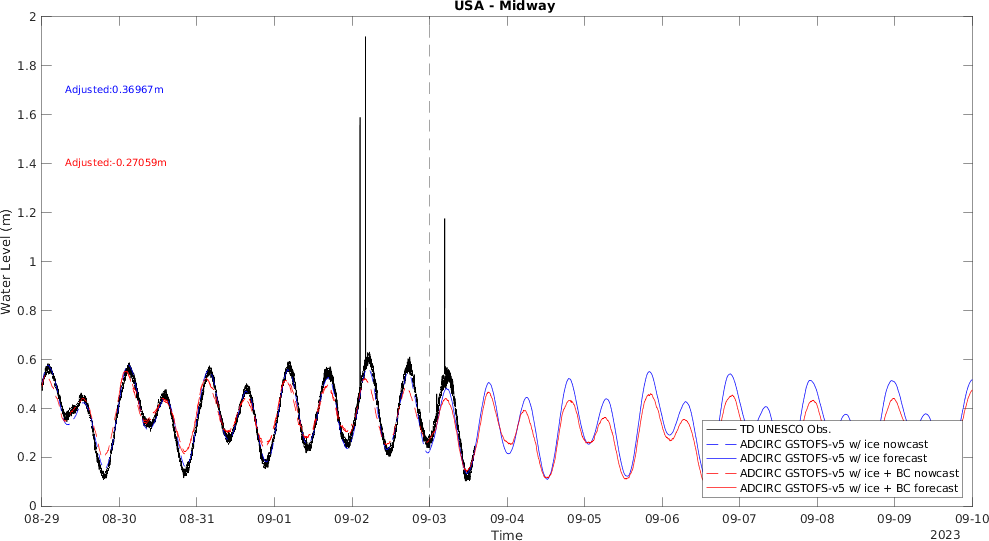 USA - Midway
Water Level (m)
2
1.8
1.6
1.4
1.2
1
0.8
0.6
0.4
0.2
0
Adjusted:0.36967m
Adjusted:-0.27059m
TD UNESCO Obs.
ADCIRC GSTOFS-v5 w/ ice nowcast
ADCIRC GSTOFS-v5 w/ ice forecast
ADCIRC GSTOFS-v5 w/ ice + BC nowcast
ADCIRC GSTOFS-v5 w/ ice + BC forecast
08-29 08-30 08-31 09-01 09-02 09-03 09-04 09-05 09-06 09-07 09-08 09-09 09-10
Time
2023